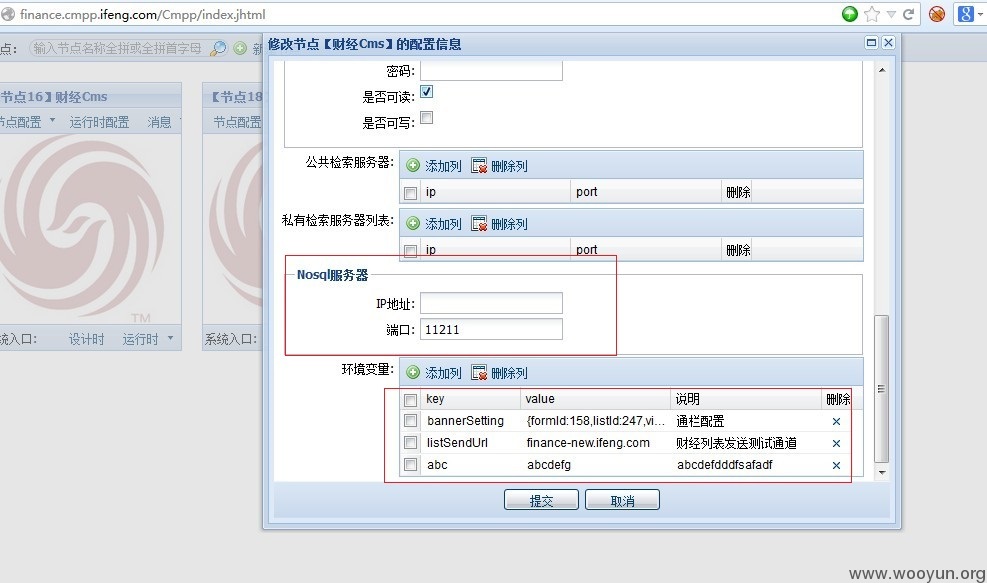 finance.cmpp.ifeng.com/Cmpp/index.jhtml
点: 输入节点名称全拼或全拼首字母 新
修改节点【财经Cms】的配置信息
节点16】财经Cms
【节点18
节点配置 运行时配置 消息
节点配置
密码:
是否可读:
是否可写:
公共检索服务器: 添加列 删除列
ip port 删除
私有检索服务器列表: 添加列 删除列
ip port 删除
Nosql服务器
IP地址:
端口: 11211
TM
统入口: 设计时 运行时
系统入口:
环境变量: 添加列 删除列
key value 说明 删除
bannerSetting {formId:158,listId:247,vi... 通栏配置
listSendUrl finance-new.ifeng.com 财经列表发送测试通道
abc abcdefg abcdefdddfsafadf
提交 取消
www.wooyun.org